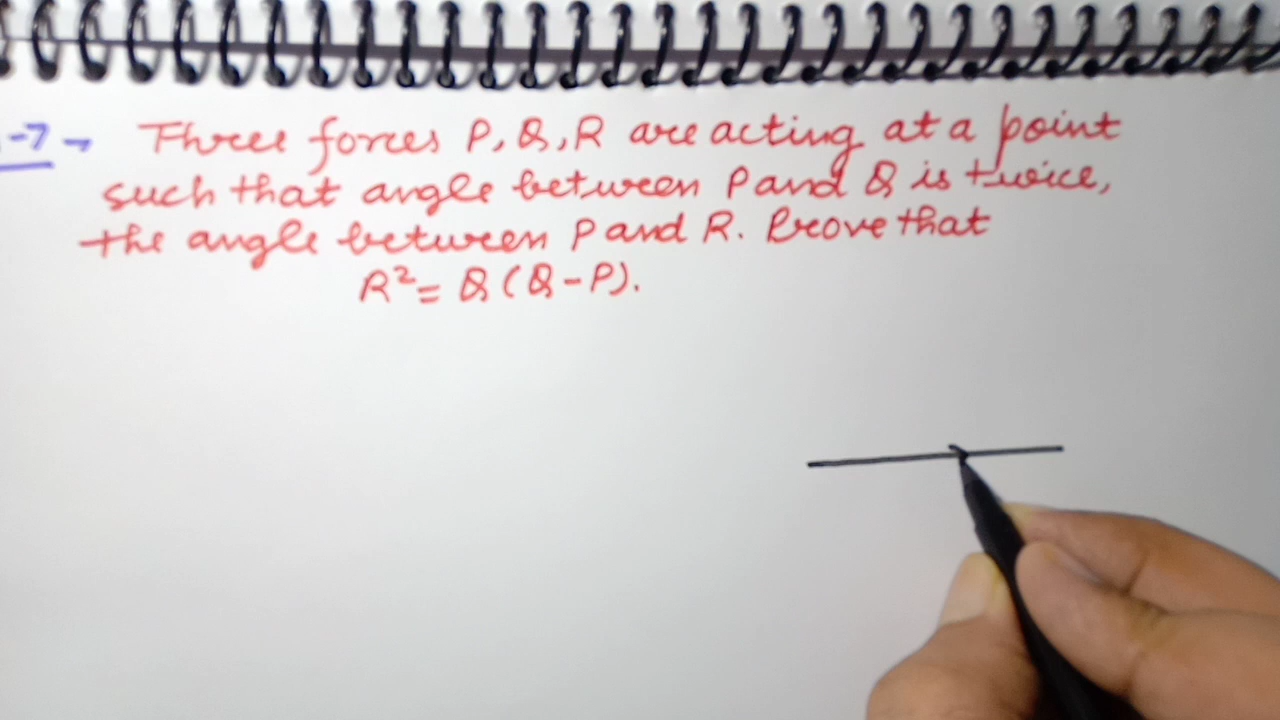 -7- Three forces P, Q, R are acting at a point
such that angle between P and Q is twice,
the angle between P and R. Prove that
R² = Q (Q - P).